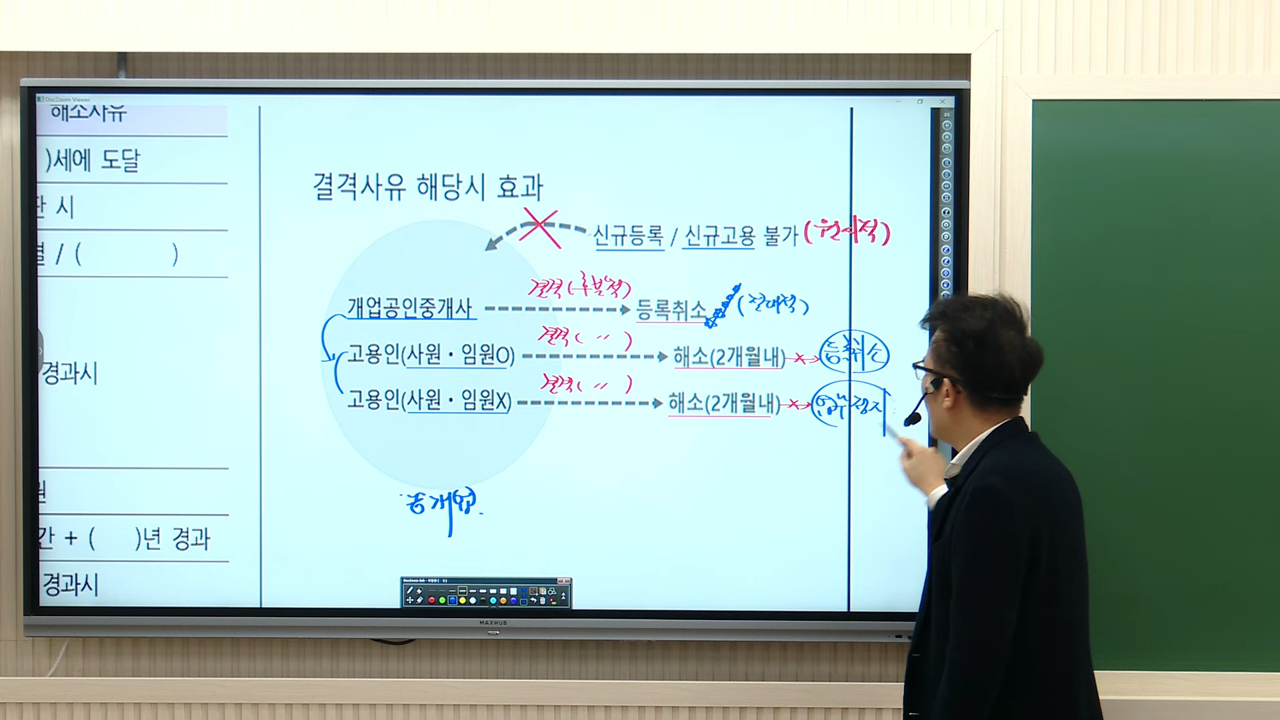 해소사유
)세에 도달
한 시
/ (          )
경과시
원
간 + (    )년 경과
경과시
결격사유 해당시 효과
신규등록 / 신규고용 불가 (원시적)
결격(후발적)
개업공인중개사 등록취소 (절대적)
결격( 〃 )
고용인(사원·임원O) 해소(2개월내) 등록취소
결격( 〃 )
고용인(사원·임원X) 해소(2개월내) 업무정지
중개업.
MAXHUB